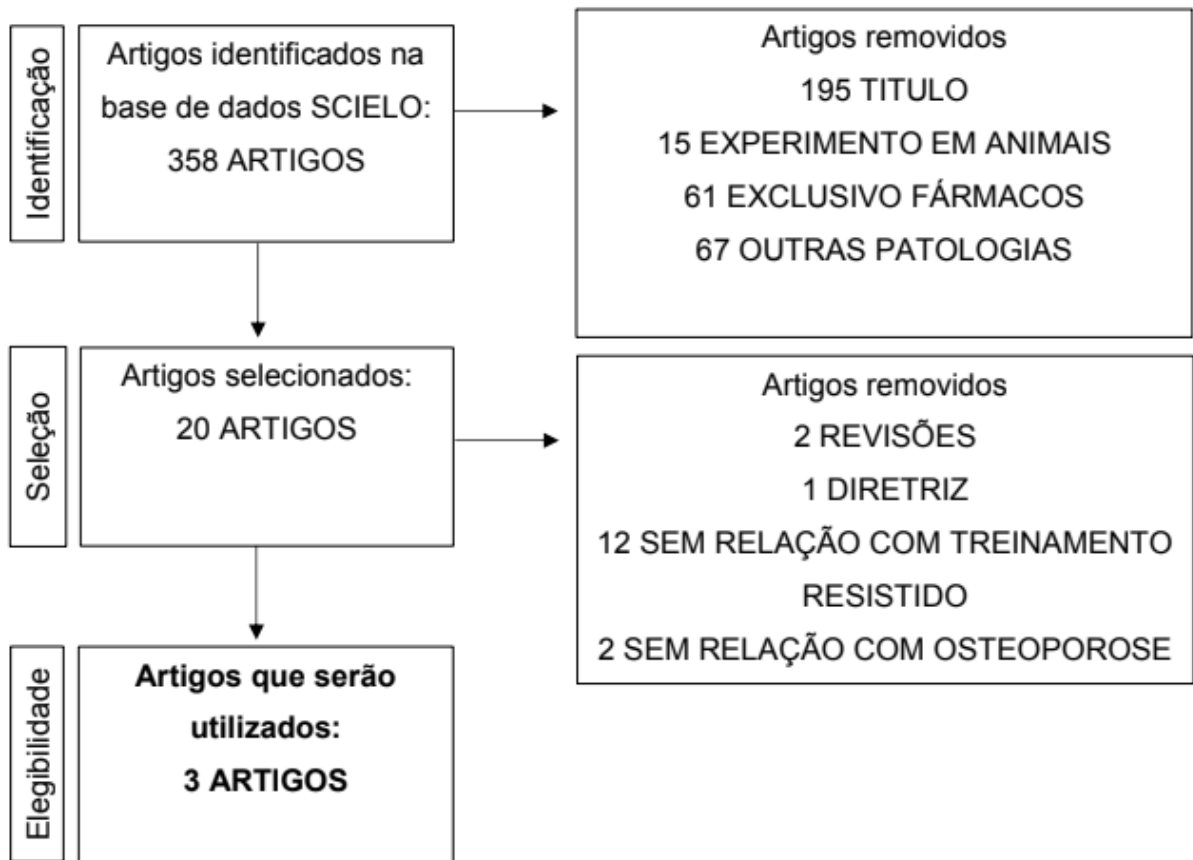 Identificação
Artigos identificados na
base de dados SCIELO:
358 ARTIGOS
Artigos removidos
195 TITULO
15 EXPERIMENTO EM ANIMAIS
61 EXCLUSIVO FÁRMACOS
67 OUTRAS PATOLOGIAS
Seleção
Artigos selecionados:
20 ARTIGOS
Artigos removidos
2 REVISÕES
1 DIRETRIZ
12 SEM RELAÇÃO COM TREINAMENTO
RESISTIDO
2 SEM RELAÇÃO COM OSTEOPOROSE
Elegibilidade
Artigos que serão
utilizados:
3 ARTIGOS